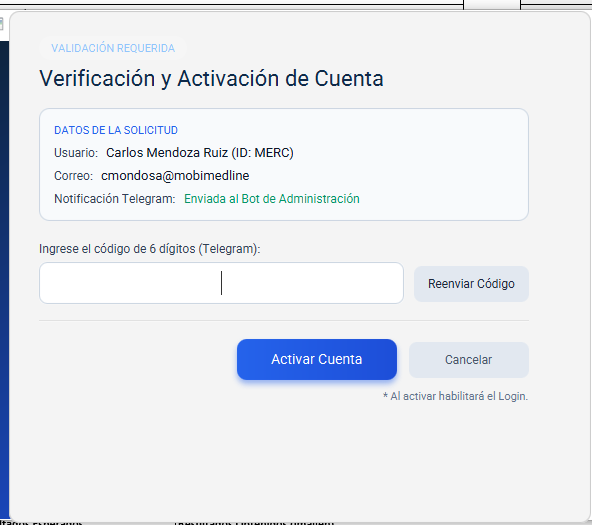 VALIDACIÓN REQUERIDA
Verificación y Activación de Cuenta
DATOS DE LA SOLICITUD
Usuario: Carlos Mendoza Ruiz (ID: MERC)
Correo: cmondosa@mobimedline
Notificación Telegram: Enviada al Bot de Administración
Ingrese el código de 6 dígitos (Telegram):
Reenviar Código
Activar Cuenta Cancelar
* Al activar habilitará el Login.